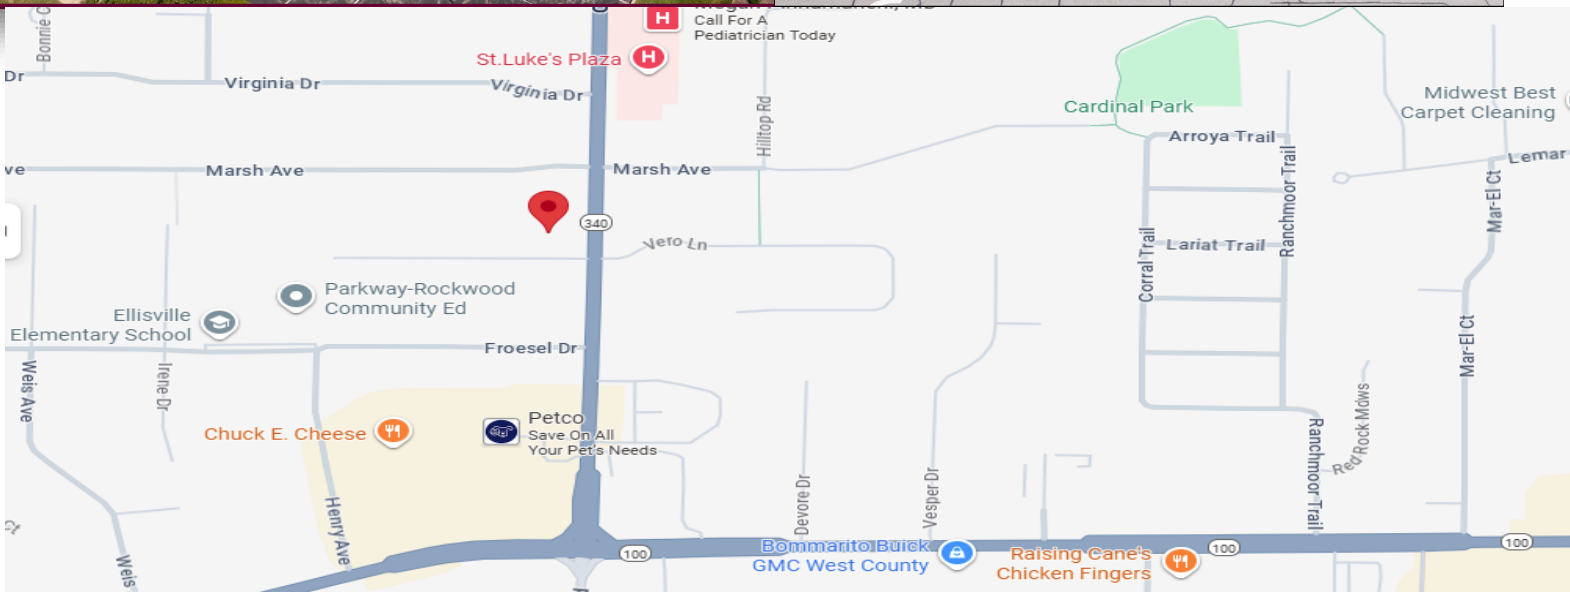 Call For A
Pediatrician Today
St.Luke's Plaza
Bonnie
Dr
Virginia Dr
Virginia Dr
Hilltop Rd
Cardinal Park
Midwest Best
Carpet Cleaning
Arroya Trail
Lemar
ve
Marsh Ave
Marsh Ave
Ranchmoor Trail
Mar-El Ct
340
Vero Ln
Lariat Trail
Corral Trail
Parkway-Rockwood
Community Ed
Ellisville
Elementary School
Froesel Dr
Mar-El Ct
Weis Ave
Irene Dr
Chuck E. Cheese
Petco
Save On All
Your Pet's Needs
Red Rock Mdws
Ranchmoor Trail
Devore Dr
Vesper Dr
Henry Ave
Ct
Weis
100
Bommarito Buick
GMC West County
Raising Cane's
Chicken Fingers
100
100